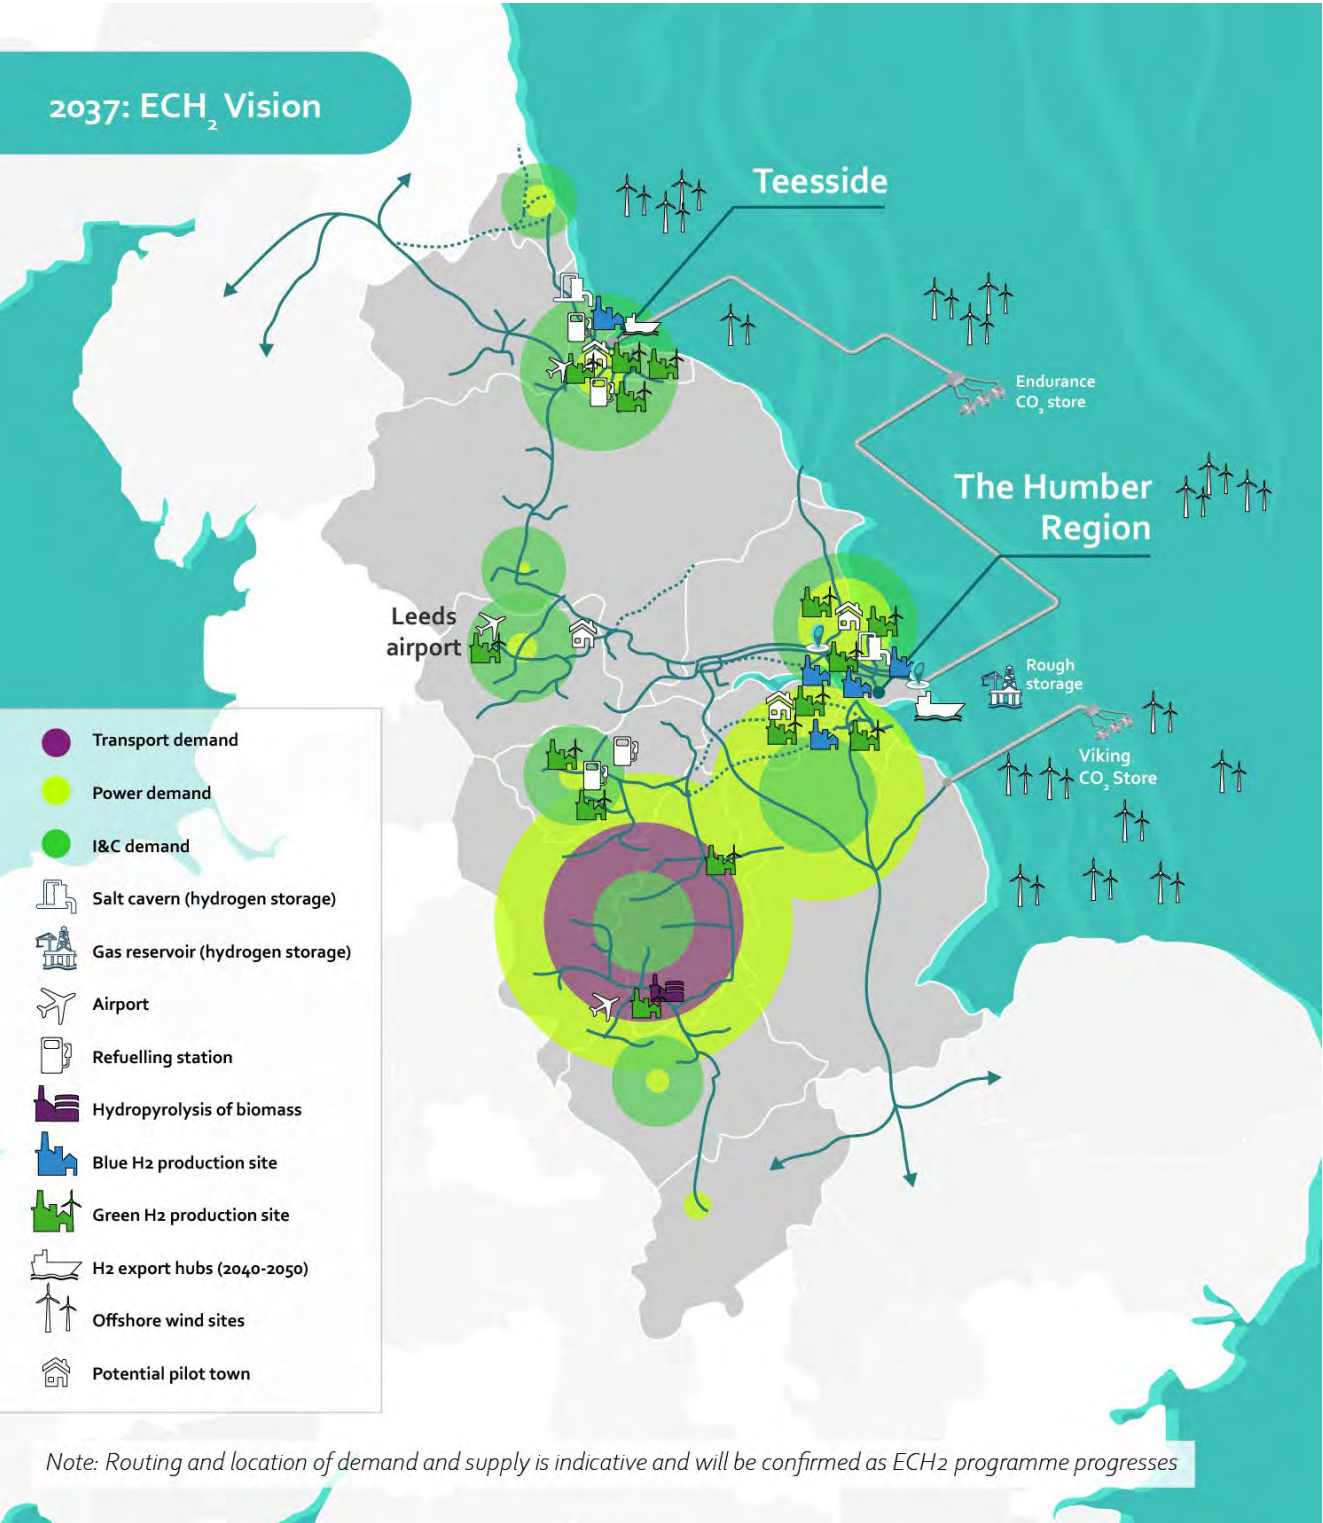 2037: ECH₂ Vision
Teesside
Endurance
CO₂ store
The Humber
Region
Leeds
airport
Rough
storage
Viking
CO₂ Store
Transport demand
Power demand
I&C demand
Salt cavern (hydrogen storage)
Gas reservoir (hydrogen storage)
Airport
Refuelling station
Hydropyrolysis of biomass
Blue H2 production site
Green H2 production site
H2 export hubs (2040-2050)
Offshore wind sites
Potential pilot town
Note: Routing and location of demand and supply is indicative and will be confirmed as ECH2 programme progresses